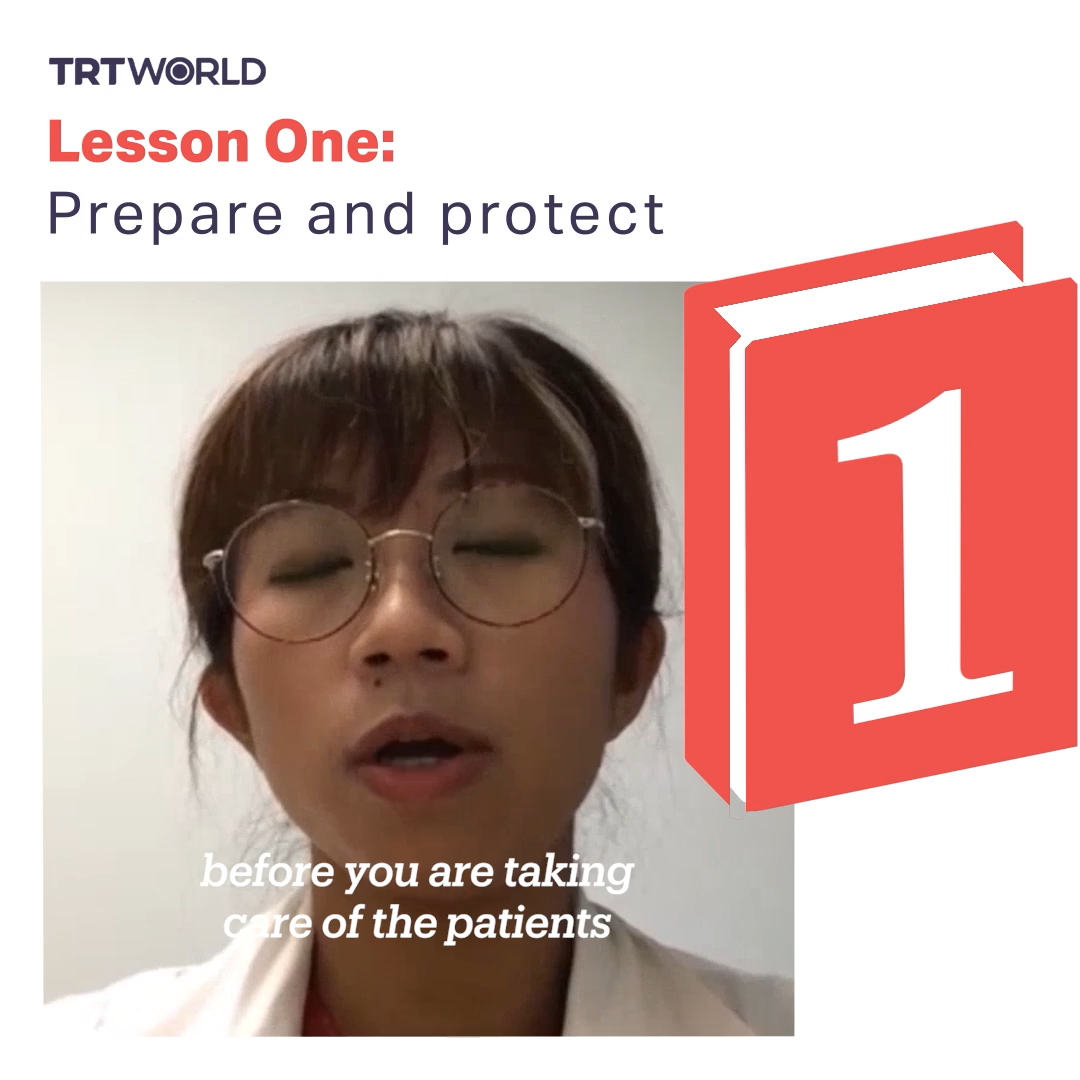 TRTWORLD
Lesson One:
Prepare and protect
1
before you are taking
care of the patients